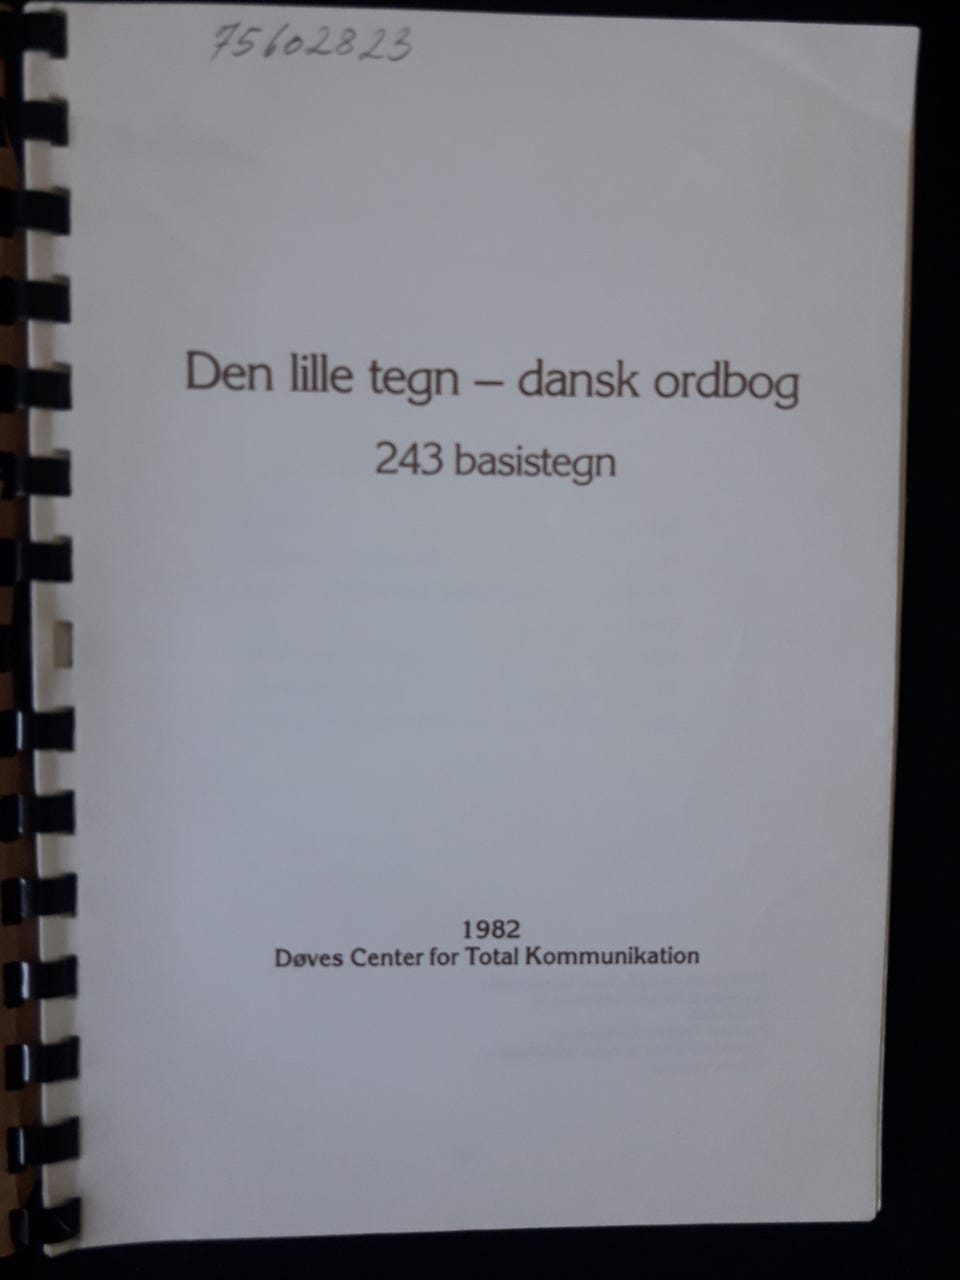 75602823
Den lille tegn – dansk ordbog
243 basistegn
1982
Døves Center for Total Kommunikation